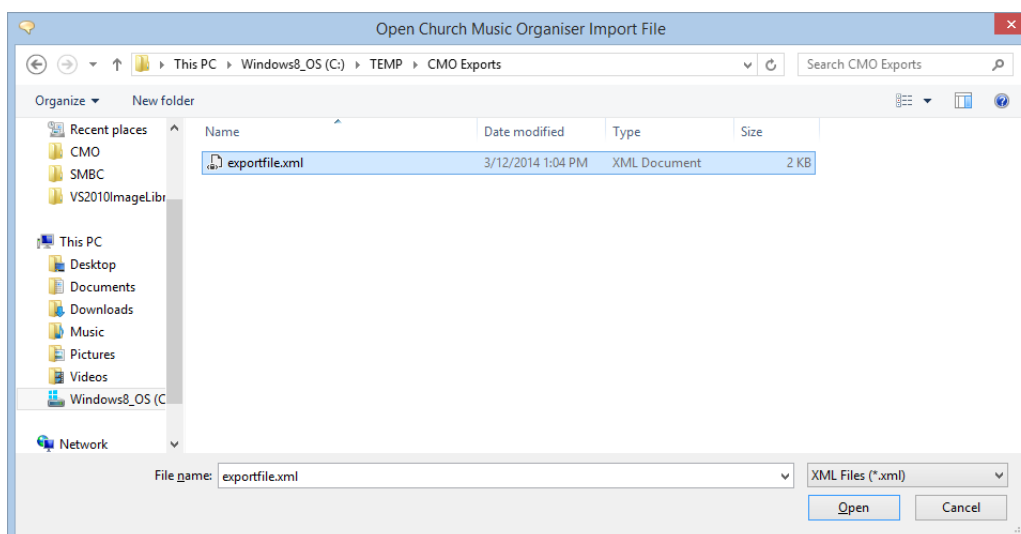 Open Church Music Organiser Import File
This PC Windows8_OS (C:) TEMP CMO Exports
Search CMO Exports
Organize New folder
Name Date modified Type Size
exportfile.xml 3/12/2014 1:04 PM XML Document 2 KB
Recent places
CMO
SMBC
VS2010ImageLibr
This PC
Desktop
Documents
Downloads
Music
Pictures
Videos
Windows8_OS (C
Network
File name: exportfile.xml XML Files (*.xml)
Open Cancel